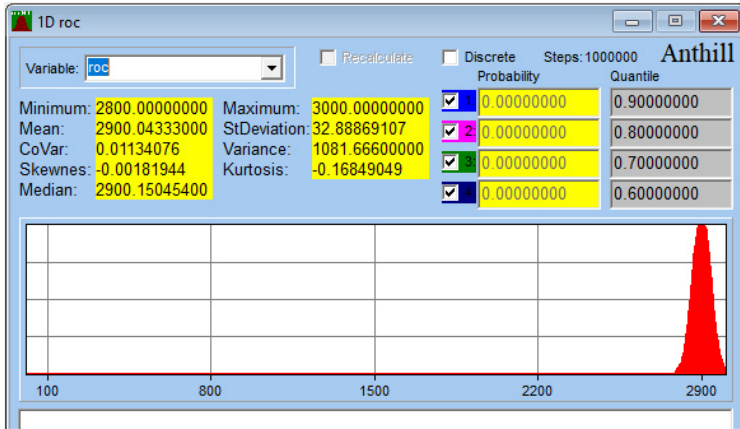 1D roc
Variable: roc
Recalculate
Discrete Steps:1000000 Anthill
Probability Quantile
Minimum: 2800.00000000 Maximum: 3000.00000000
1: 0.00000000 0.90000000
Mean: 2900.04333000 StDeviation: 32.88869107
2: 0.00000000 0.80000000
CoVar: 0.01134076 Variance: 1081.66600000
Skewnes: -0.00181944 Kurtosis: -0.16849049
3: 0.00000000 0.70000000
Median: 2900.15045400
4: 0.00000000 0.60000000
100 800 1500 2200 2900